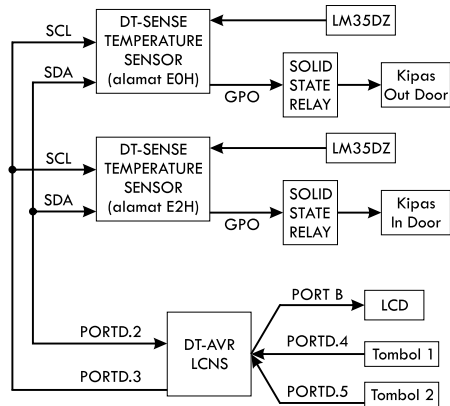 SCL
SDA
DT-SENSE
TEMPERATURE
SENSOR
(alamat E0H)
LM35DZ
GPO
SOLID
STATE
RELAY
Kipas
Out Door
SCL
SDA
DT-SENSE
TEMPERATURE
SENSOR
(alamat E2H)
LM35DZ
GPO
SOLID
STATE
RELAY
Kipas
In Door
PORTD.2
PORTD.3
DT-AVR
LCNS
PORT B
LCD
PORTD.4
Tombol 1
PORTD.5
Tombol 2